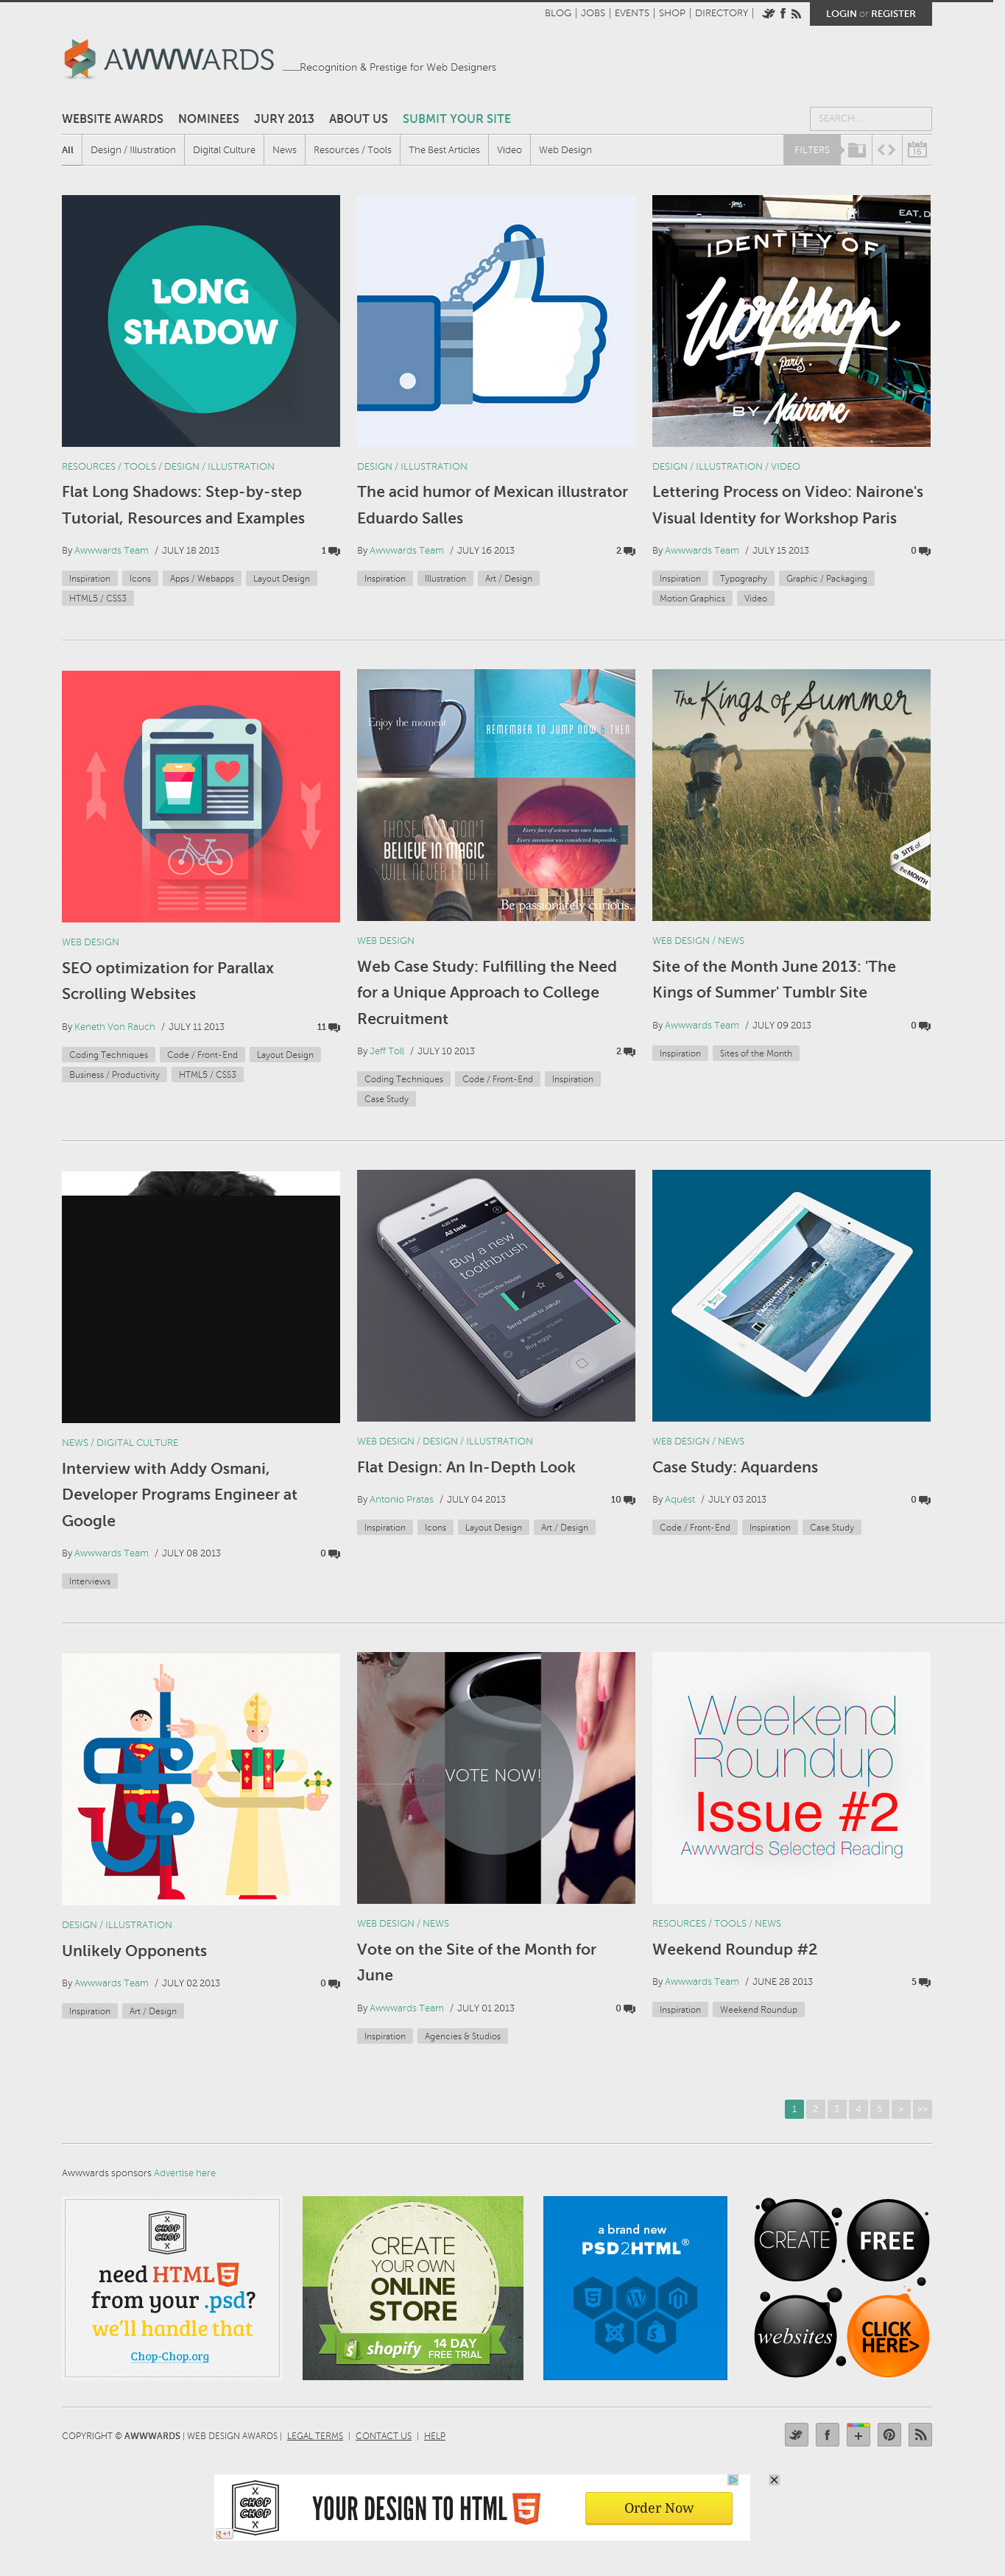 BLOG | JOBS | EVENTS | SHOP | DIRECTORY |
LOGIN or REGISTER
AWWWARDS
Recognition & Prestige for Web Designers
WEBSITE AWARDS NOMINEES JURY 2013 ABOUT US SUBMIT YOUR SITE
SEARCH...
All Design / Illustration Digital Culture News Resources / Tools The Best Articles Video Web Design
FILTERS
15
LONG
SHADOW
RESOURCES / TOOLS / DESIGN / ILLUSTRATION
Flat Long Shadows: Step-by-step
Tutorial, Resources and Examples
By Awwwards Team / JULY 18 2013
1
Inspiration Icons Apps / Webapps Layout Design
HTML5 / CSS3
DESIGN / ILLUSTRATION
The acid humor of Mexican illustrator
Eduardo Salles
By Awwwards Team / JULY 16 2013
2
Inspiration Illustration Art / Design
EAT, D
IDENTITY OF
Workshop
Paris
BY Nairone
DESIGN / ILLUSTRATION / VIDEO
Lettering Process on Video: Nairone's
Visual Identity for Workshop Paris
By Awwwards Team / JULY 15 2013
0
Inspiration Typography Graphic / Packaging
Motion Graphics Video
WEB DESIGN
SEO optimization for Parallax
Scrolling Websites
By Keneth Von Rauch / JULY 11 2013
11
Coding Techniques Code / Front-End Layout Design
Business / Productivity HTML5 / CSS3
Enjoy the moment
REMEMBER TO JUMP NOW & THEN
THOSE WHO DON'T
BELIEVE IN MAGIC
WILL NEVER FIND IT
Every fact of science was once damned.
Every invention was considered impossible.
Be passionately curious.
WEB DESIGN
Web Case Study: Fulfilling the Need
for a Unique Approach to College
Recruitment
By Jeff Toll / JULY 10 2013
2
Coding Techniques Code / Front-End Inspiration
Case Study
The Kings of Summer
SITE of
the MONTH
WEB DESIGN / NEWS
Site of the Month June 2013: 'The
Kings of Summer' Tumblr Site
By Awwwards Team / JULY 09 2013
0
Inspiration Sites of the Month
NEWS / DIGITAL CULTURE
Interview with Addy Osmani,
Developer Programs Engineer at
Google
By Awwwards Team / JULY 08 2013
0
Interviews
4:20 PM
All task
Buy a new
toothbrush
Clean the house
Send email to Jakub
Buy eggs
WEB DESIGN / DESIGN / ILLUSTRATION
Flat Design: An In-Depth Look
By Antonio Pratas / JULY 04 2013
10
Inspiration Icons Layout Design Art / Design
WEB DESIGN / NEWS
Case Study: Aquardens
By Aquèst / JULY 03 2013
0
Code / Front-End Inspiration Case Study
DESIGN / ILLUSTRATION
Unlikely Opponents
By Awwwards Team / JULY 02 2013
0
Inspiration Art / Design
VOTE NOW!
WEB DESIGN / NEWS
Vote on the Site of the Month for
June
By Awwwards Team / JULY 01 2013
0
Inspiration Agencies & Studios
Weekend
Roundup
Issue #2
Awwwards Selected Reading
RESOURCES / TOOLS / NEWS
Weekend Roundup #2
By Awwwards Team / JUNE 28 2013
5
Inspiration Weekend Roundup
1 2 3 4 5 > >>
Awwwards sponsors Advertise here
CHOP
CHOP
need HTML5
from your .psd?
we'll handle that
Chop-Chop.org
CREATE
YOUR OWN
ONLINE
STORE
shopify 14 DAY
FREE TRIAL
a brand new
PSD2HTML®
CREATE FREE
websites CLICK
HERE>
COPYRIGHT © AWWWARDS | WEB DESIGN AWARDS | LEGAL TERMS | CONTACT US | HELP
CHOP
CHOP
YOUR DESIGN TO HTML 5
Order Now
g +1